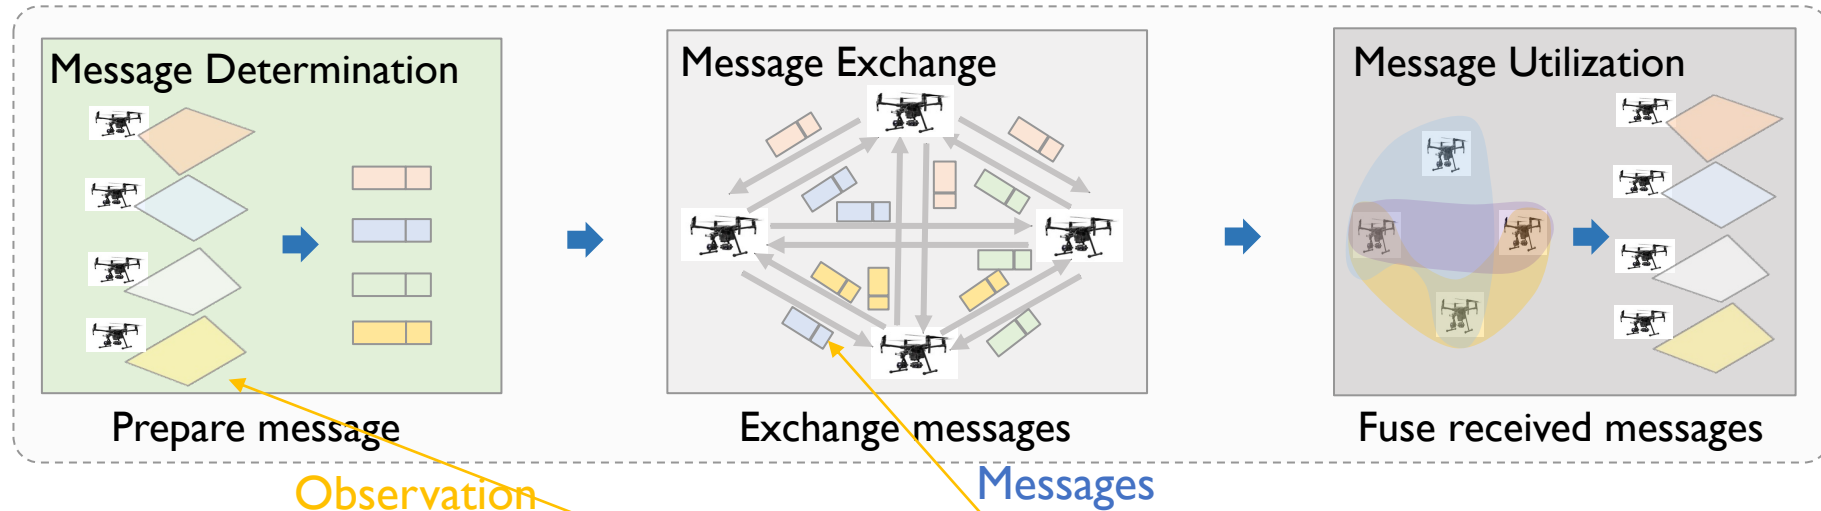 Message Determination
Message Exchange
Message Utilization
Prepare message
Exchange messages
Fuse received messages
Observation
Messages